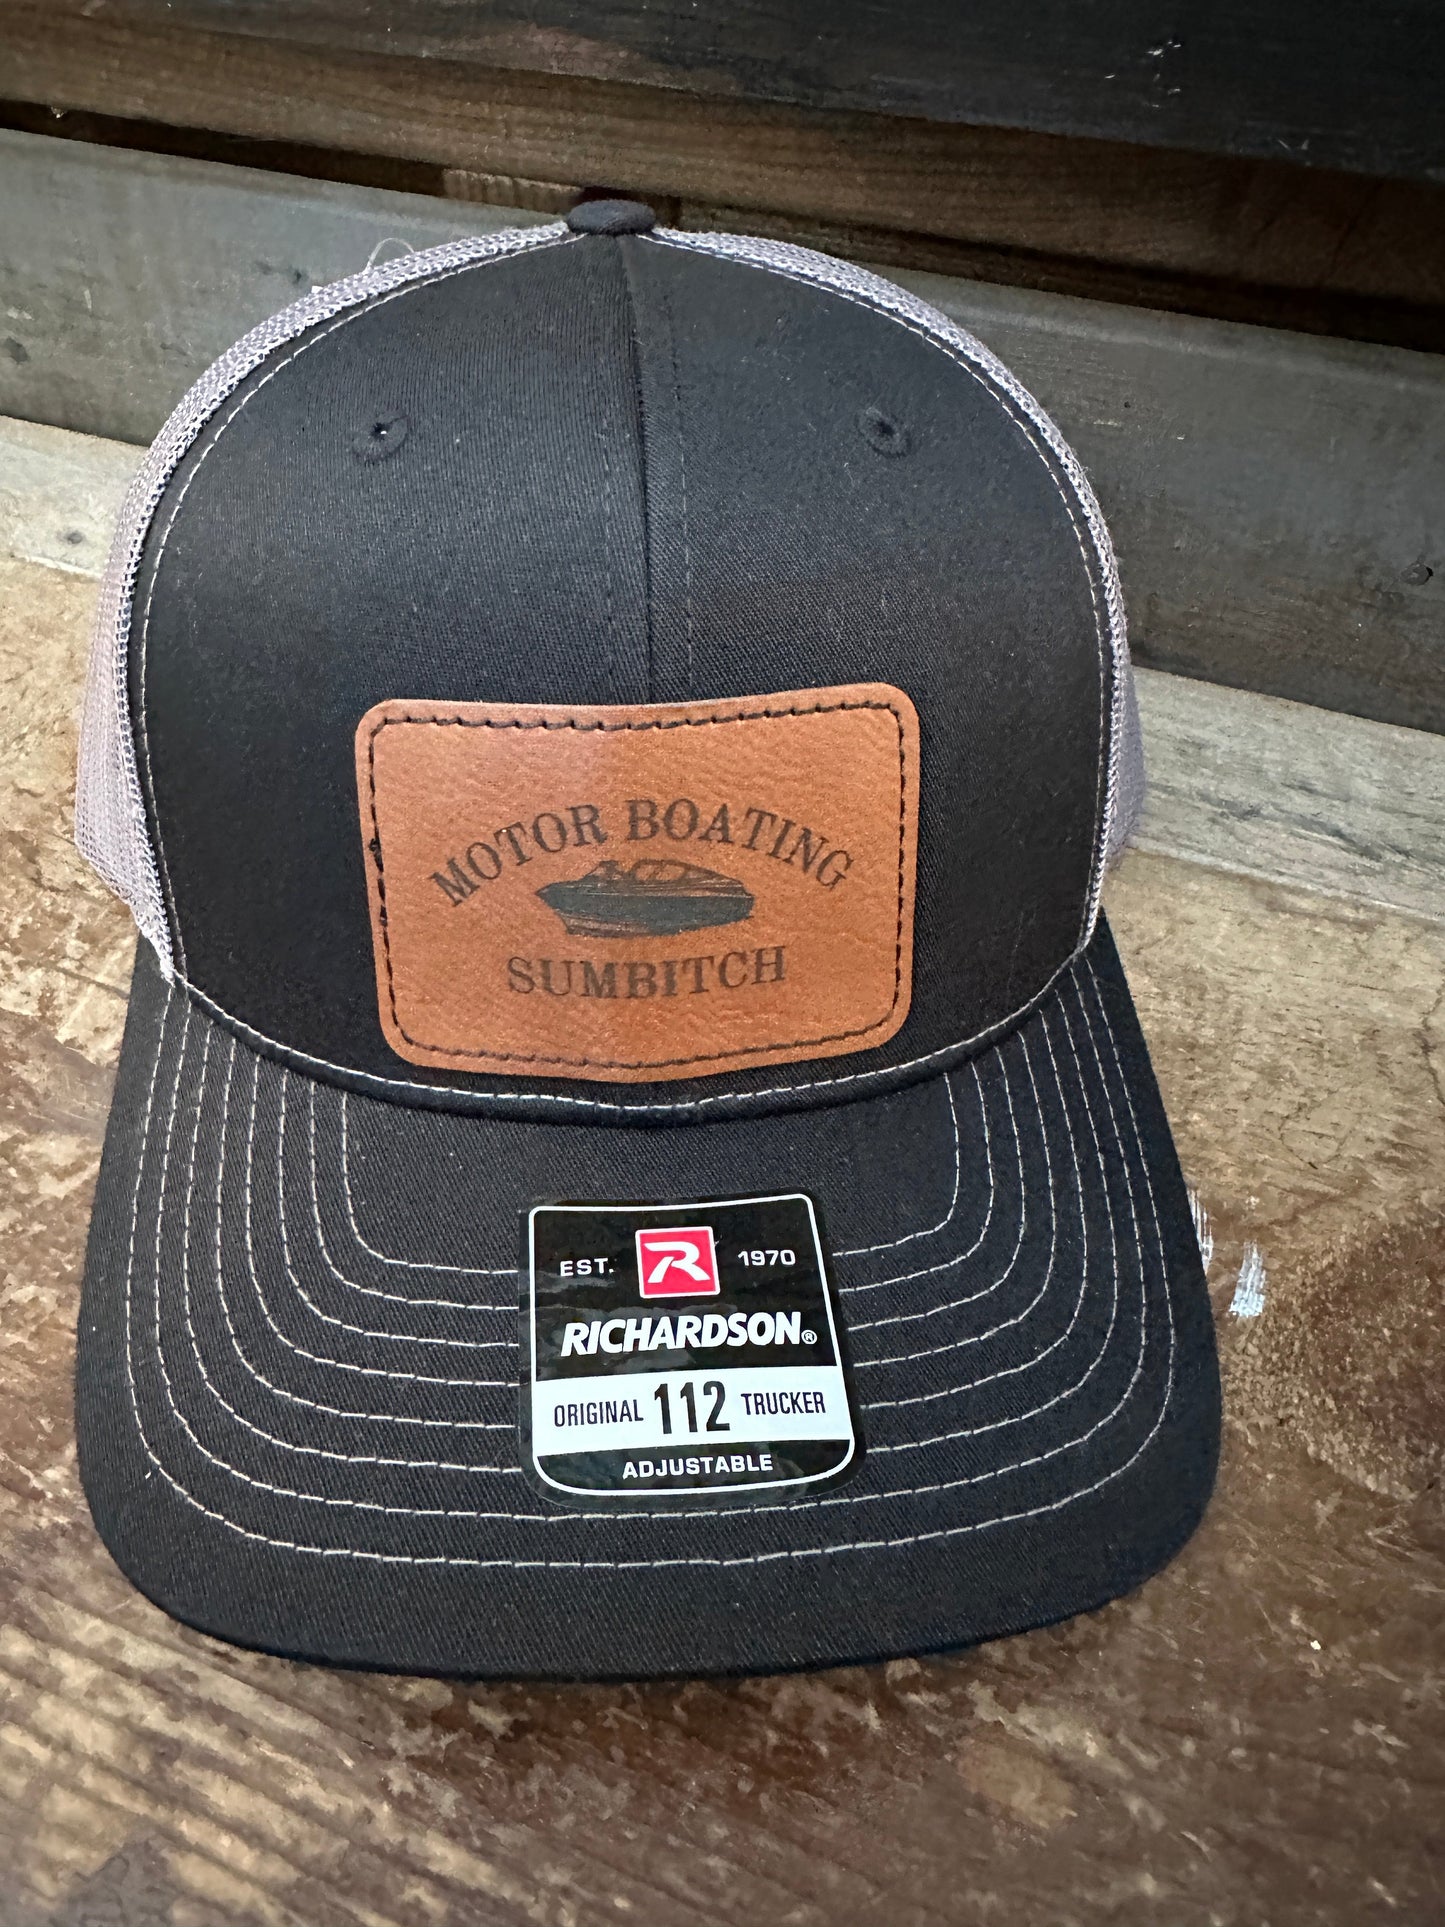 MOTOR BOATING
SUMBITCH
EST. R 1970
RICHARDSON®
ORIGINAL 112 TRUCKER
ADJUSTABLE